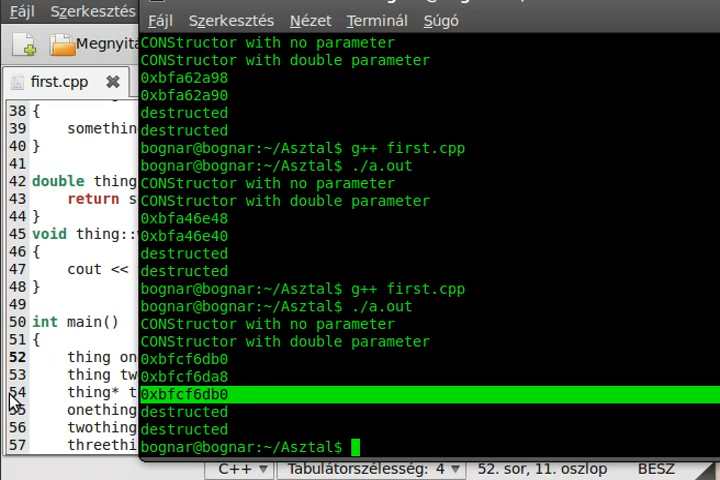 Fájl Szerkesztés
Megnyitá
first.cpp
38 {
39 somethin
40 }
41
42 double thing
43 return s
44 }
45 void thing::
46 {
47 cout <<
48 }
49
50 int main()
51 {
52 thing on
53 thing tw
54 thing* t
55 onething
56 twothing
57 threethi
Fájl Szerkesztés Nézet Terminál Súgó
CONStructor with no parameter
CONStructor with double parameter
0xbfa62a98
0xbfa62a90
destructed
destructed
bognar@bognar:~/Asztal$ g++ first.cpp
bognar@bognar:~/Asztal$ ./a.out
CONStructor with no parameter
CONStructor with double parameter
0xbfa46e48
0xbfa46e40
destructed
destructed
bognar@bognar:~/Asztal$ g++ first.cpp
bognar@bognar:~/Asztal$ ./a.out
CONStructor with no parameter
CONStructor with double parameter
0xbfcf6db0
0xbfcf6da8
0xbfcf6db0
destructed
destructed
bognar@bognar:~/Asztal$
C++ Tabulátorszélesség: 4 52. sor, 11. oszlop BESZ